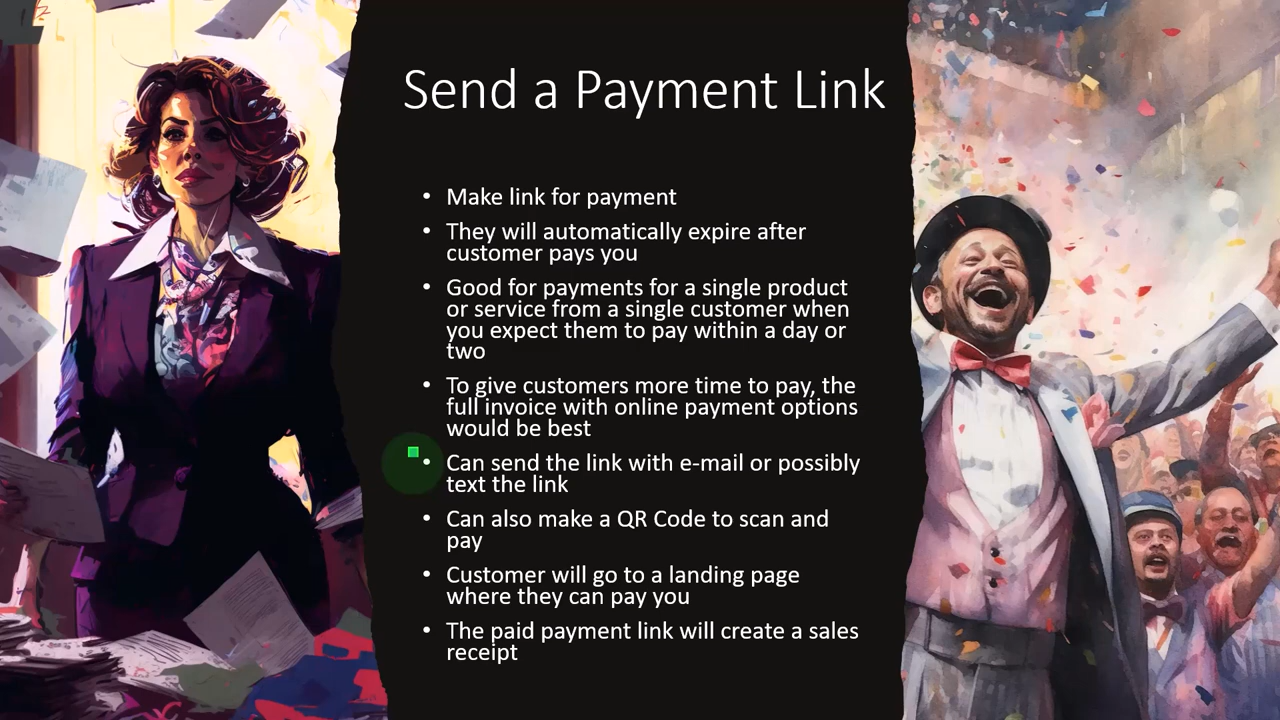 Send a Payment Link
• Make link for payment
• They will automatically expire after
customer pays you
• Good for payments for a single product
or service from a single customer when
you expect them to pay within a day or
two
• To give customers more time to pay, the
full invoice with online payment options
would be best
• Can send the link with e-mail or possibly
text the link
• Can also make a QR Code to scan and
pay
• Customer will go to a landing page
where they can pay you
• The paid payment link will create a sales
receipt